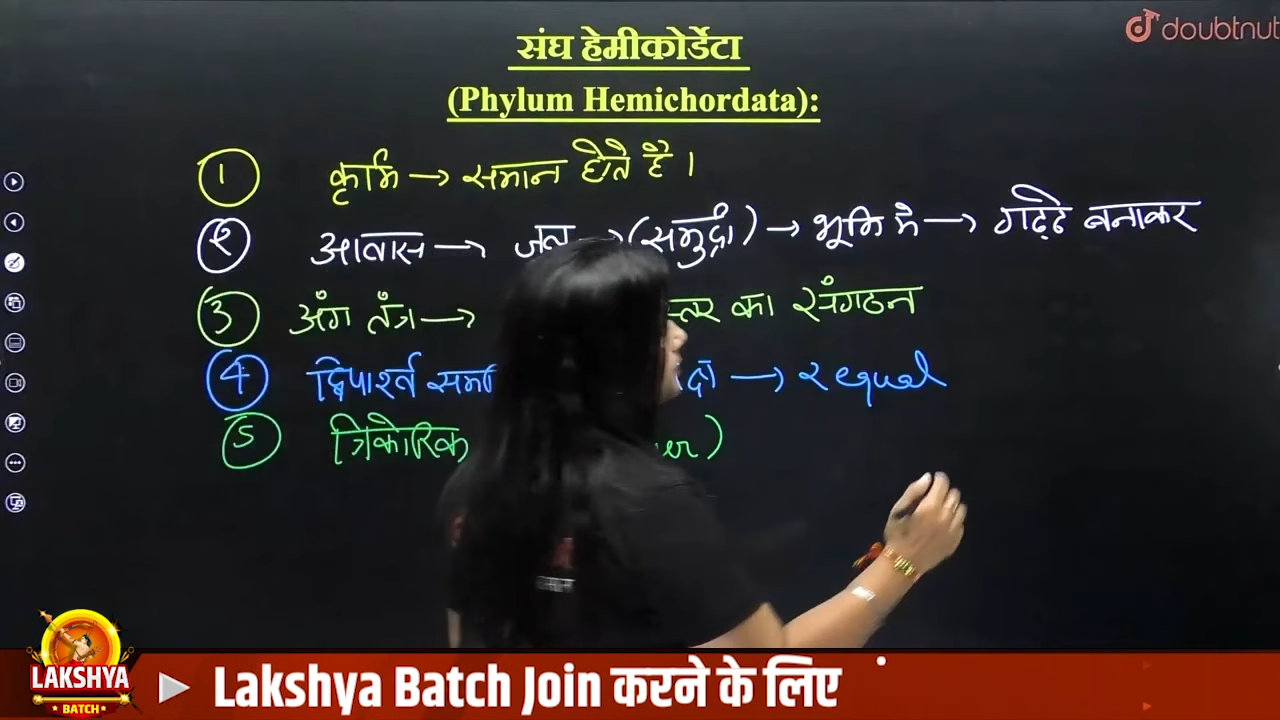 doubtnut
संघ हेमीकोर्डेटा
(Phylum Hemichordata):
1 कृमि → समान होते है ।
2 आवास → जल → (समुद्री) → भूमि मे → गढ्ढे बनाकर
3 अंग तंत्र → स्तर का संगठन
4 द्विपार्श्व → 2 equal
5 त्रिकोरिक
LAKSHYA
BATCH
Lakshya Batch Join करने के लिए